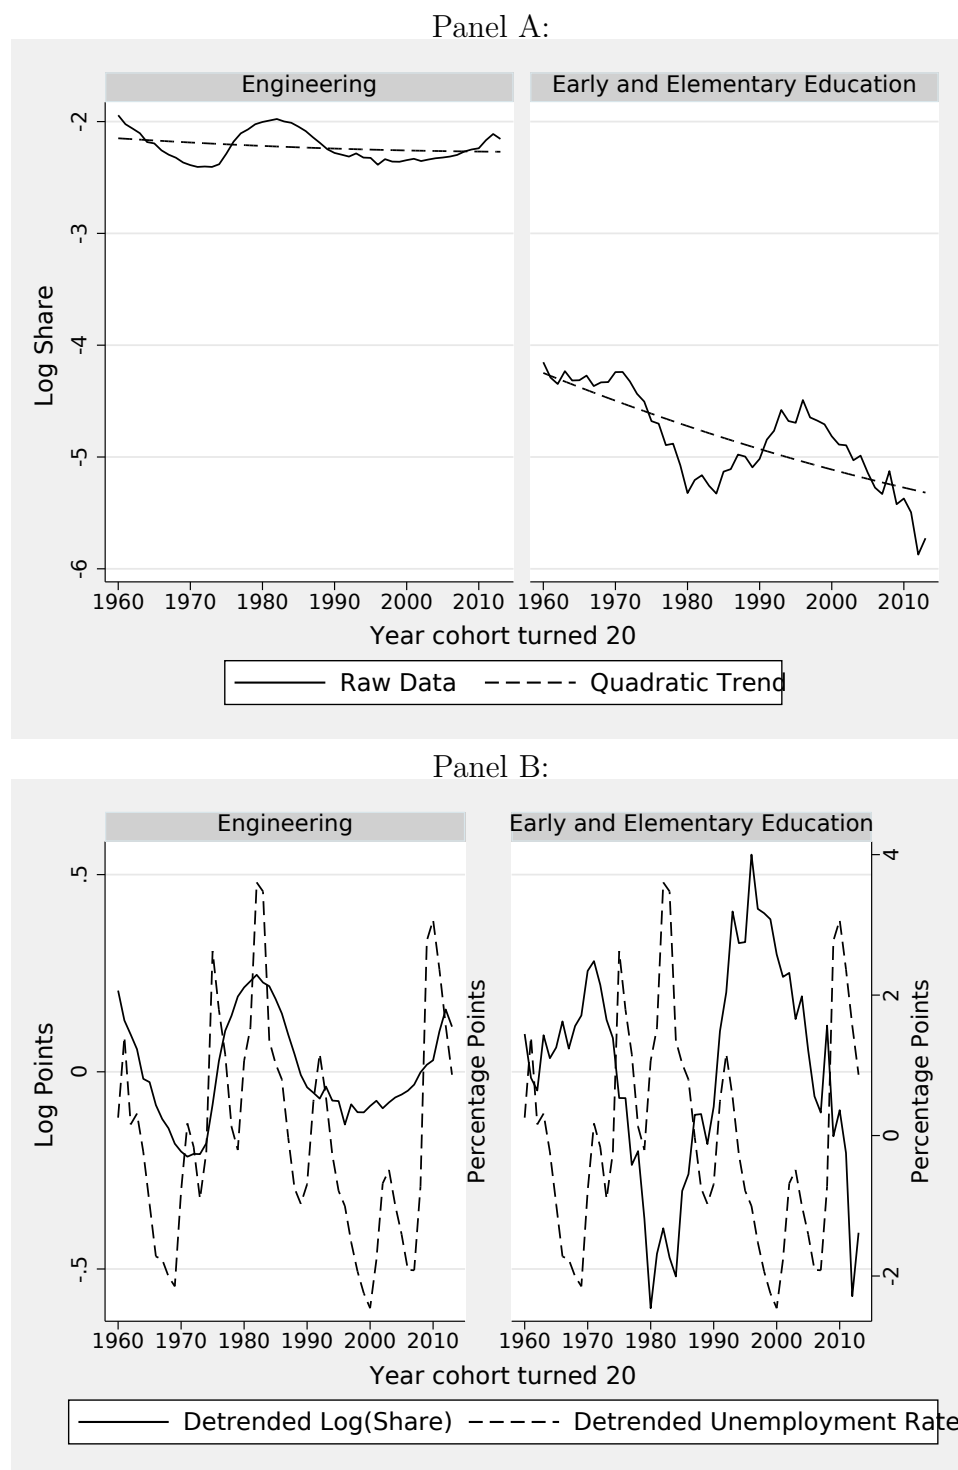 Panel A:
Engineering
Early and Elementary Education
Log Share
-2
-3
-4
-5
-6
1960 1970 1980 1990 2000 2010
1960 1970 1980 1990 2000 2010
Year cohort turned 20
Raw Data
Quadratic Trend
Panel B:
Engineering
Early and Elementary Education
Log Points
.5
0
-.5
Percentage Points
Percentage Points
4
2
0
-2
1960 1970 1980 1990 2000 2010
1960 1970 1980 1990 2000 2010
Year cohort turned 20
Detrended Log(Share)
Detrended Unemployment Rate